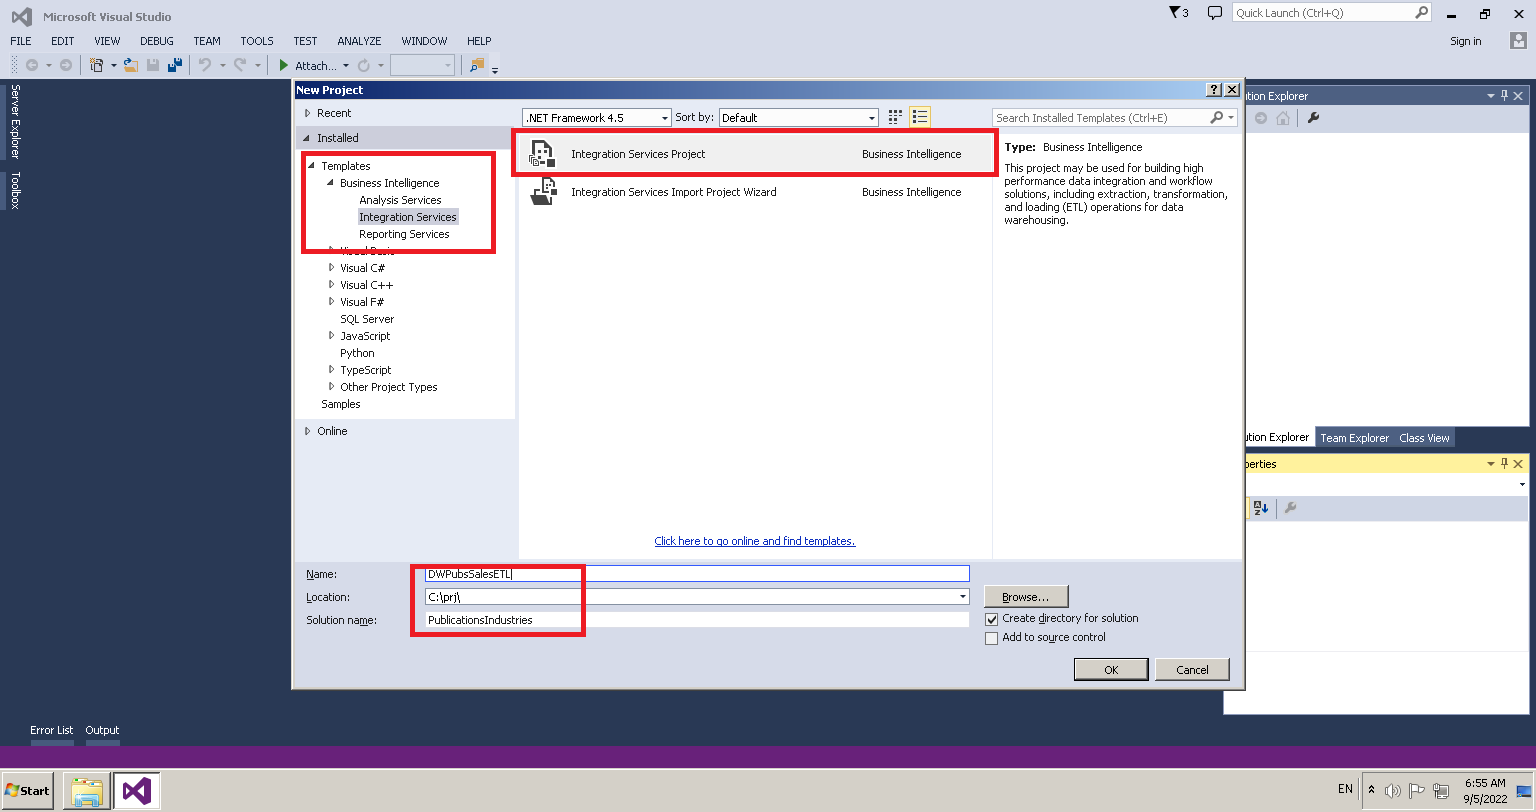 Microsoft Visual Studio
3
Quick Launch (Ctrl+Q)
FILE EDIT VIEW DEBUG TEAM TOOLS TEST ANALYZE WINDOW HELP
Sign in
Attach...
Server Explorer
Toolbox
New Project
Recent
Installed
Templates
Business Intelligence
Analysis Services
Integration Services
Reporting Services
Visual Basic
Visual C#
Visual C++
Visual F#
SQL Server
JavaScript
Python
TypeScript
Other Project Types
Samples
Online
.NET Framework 4.5
Sort by: Default
Integration Services Project Business Intelligence
Integration Services Import Project Wizard Business Intelligence
Click here to go online and find templates.
Search Installed Templates (Ctrl+E)
Type: Business Intelligence
This project may be used for building high
performance data integration and workflow
solutions, including extraction, transformation,
and loading (ETL) operations for data
warehousing.
Name: DWPubsSalesETL
Location: C:\prj\
Solution name: PublicationsIndustries
Browse...
Create directory for solution
Add to source control
OK Cancel
ution Explorer
ution Explorer Team Explorer Class View
perties
Error List Output
Start
EN
6:55 AM
9/5/2022